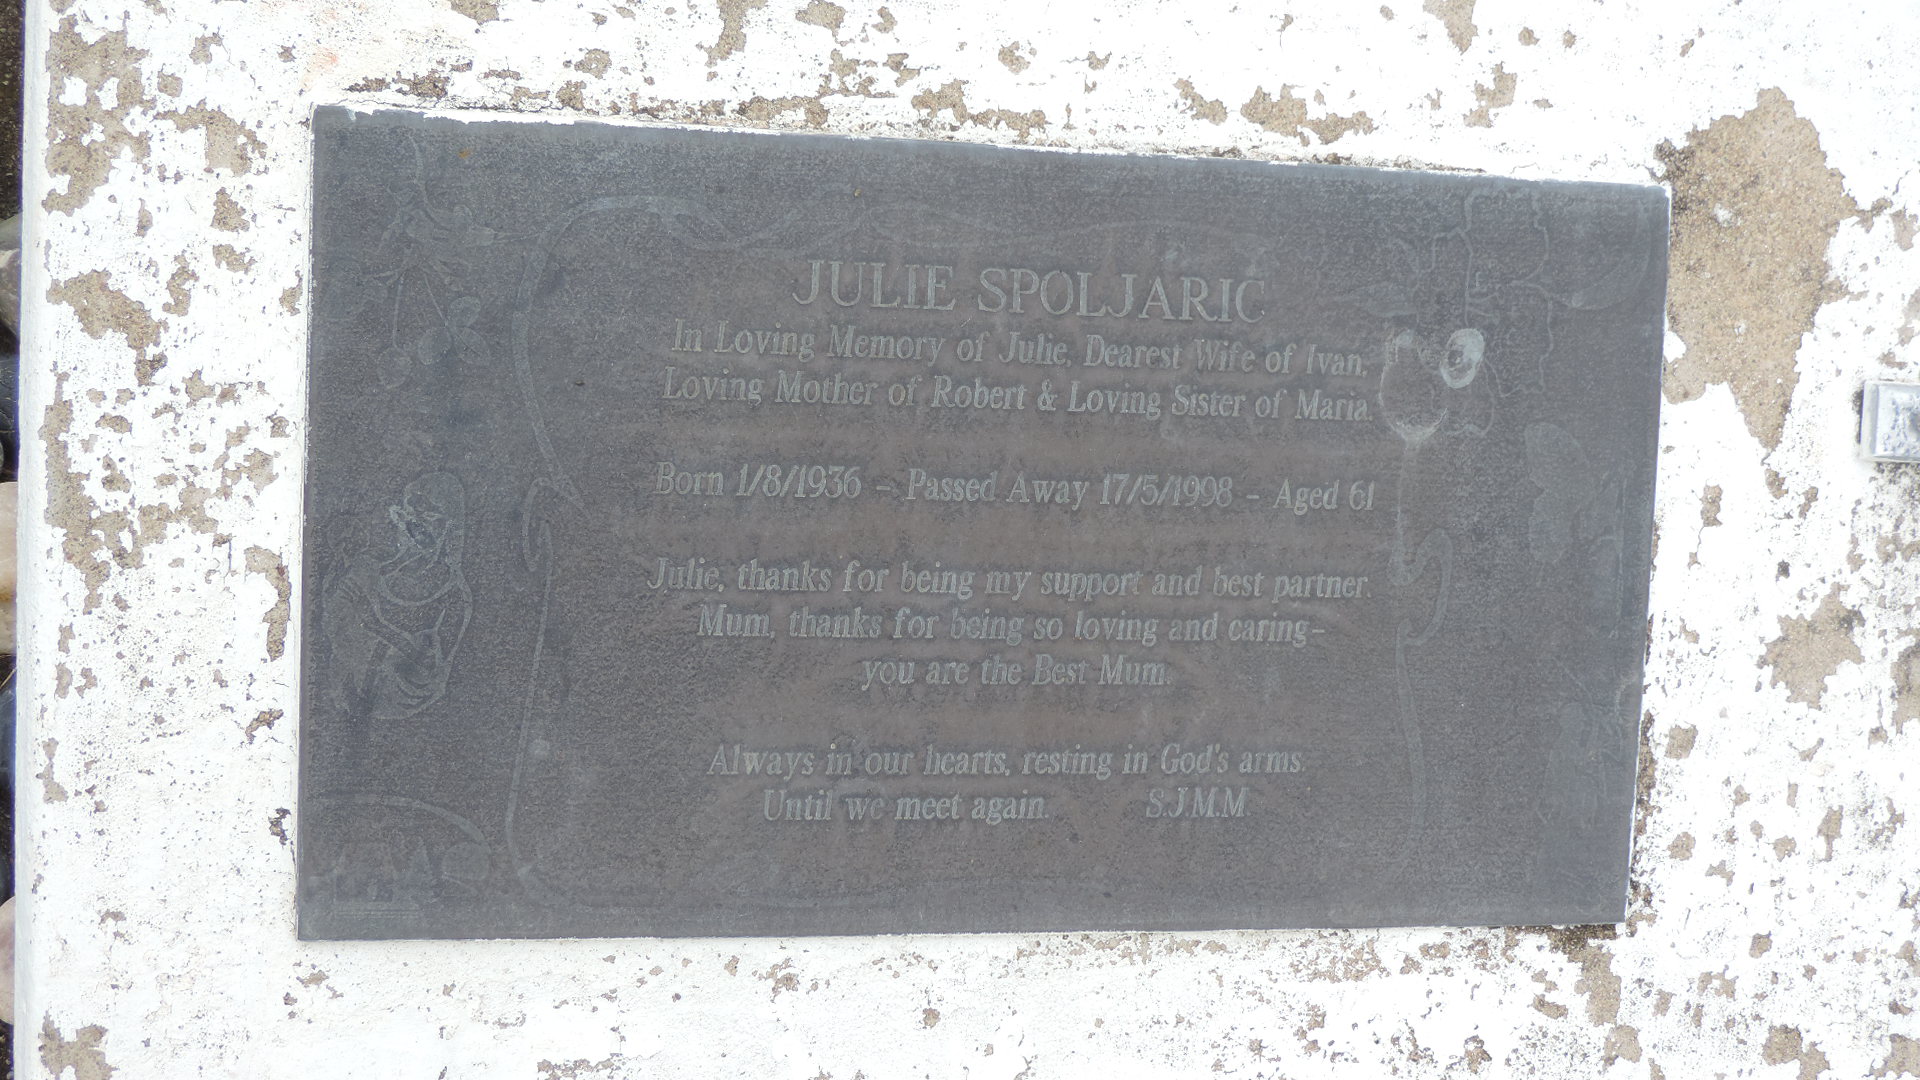 JULIE SPOLJARIC
In Loving Memory of Julie, Dearest Wife of Ivan,
Loving Mother of Robert & Loving Sister of Maria.
Born 1/8/1936 - Passed Away 17/5/1998 - Aged 61
Julie, thanks for being my support and best partner.
Mum, thanks for being so loving and caring-
you are the Best Mum.
Always in our hearts, resting in God's arms.
Until we meet again. S.J.M.M.